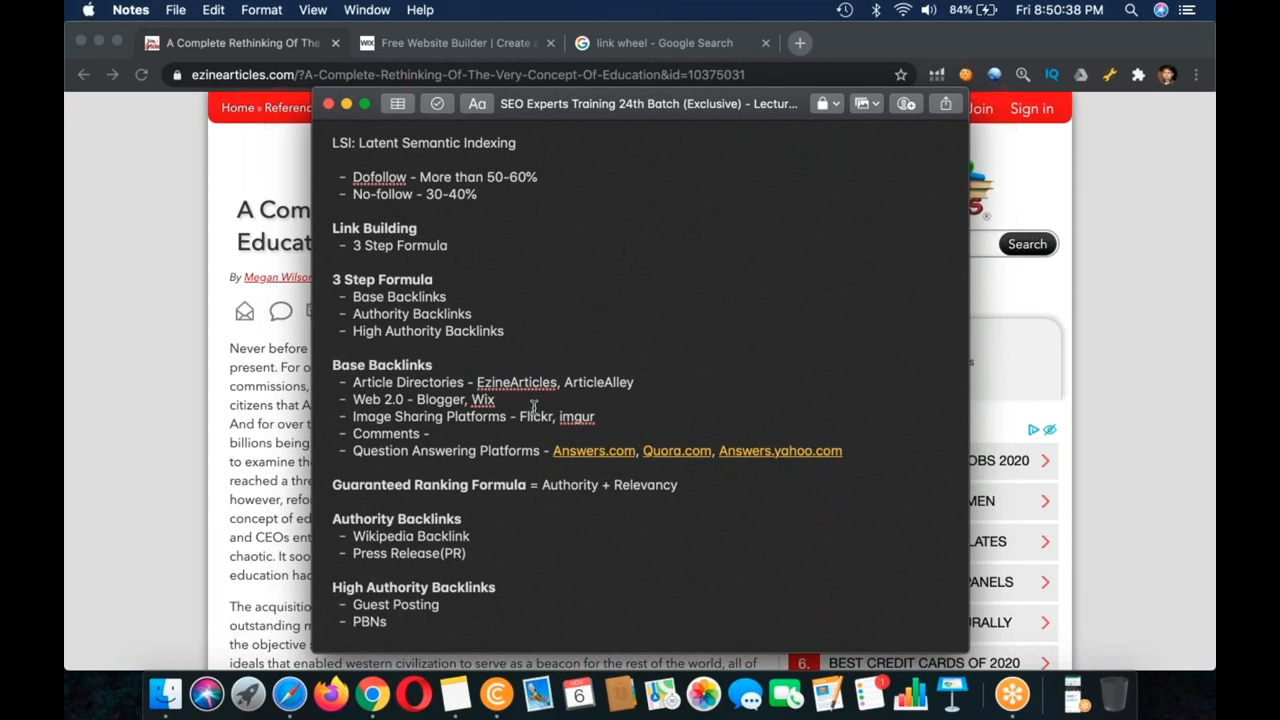 Notes File Edit Format View Window Help 84% Fri 8:50:38 PM
A Complete Rethinking Of The
WIX Free Website Builder | Create
link wheel - Google Search
ezinearticles.com/?A-Complete-Rethinking-Of-The-Very-Concept-Of-Education&id=10375031
IQ
Home » Referenc
Join Sign in
Aa SEO Experts Training 24th Batch (Exclusive) - Lectur...
LSI: Latent Semantic Indexing
- Dofollow - More than 50-60%
- No-follow - 30-40%
Link Building
- 3 Step Formula
3 Step Formula
- Base Backlinks
- Authority Backlinks
- High Authority Backlinks
Base Backlinks
- Article Directories - EzineArticles, ArticleAlley
- Web 2.0 - Blogger, Wix
- Image Sharing Platforms - Flickr, imgur
- Comments -
- Question Answering Platforms - Answers.com, Quora.com, Answers.yahoo.com
Guaranteed Ranking Formula = Authority + Relevancy
Authority Backlinks
- Wikipedia Backlink
- Press Release(PR)
High Authority Backlinks
- Guest Posting
- PBNs
A Com
Educat
By Megan Wilson
Never before
present. For o
commissions,
citizens that A
And for over t
billions being
to examine the
reached a thre
however, refo
concept of ed
and CEOs ent
chaotic. It soo
education had
The acquisitio
outstanding m
the objective
ideals that enabled western civilization to serve as a beacon for the rest of the world, all of
Search
s
OBS 2020
MEN
LATES
PANELS
URALLY
6. BEST CREDIT CARDS OF 2020
NOV
6
1